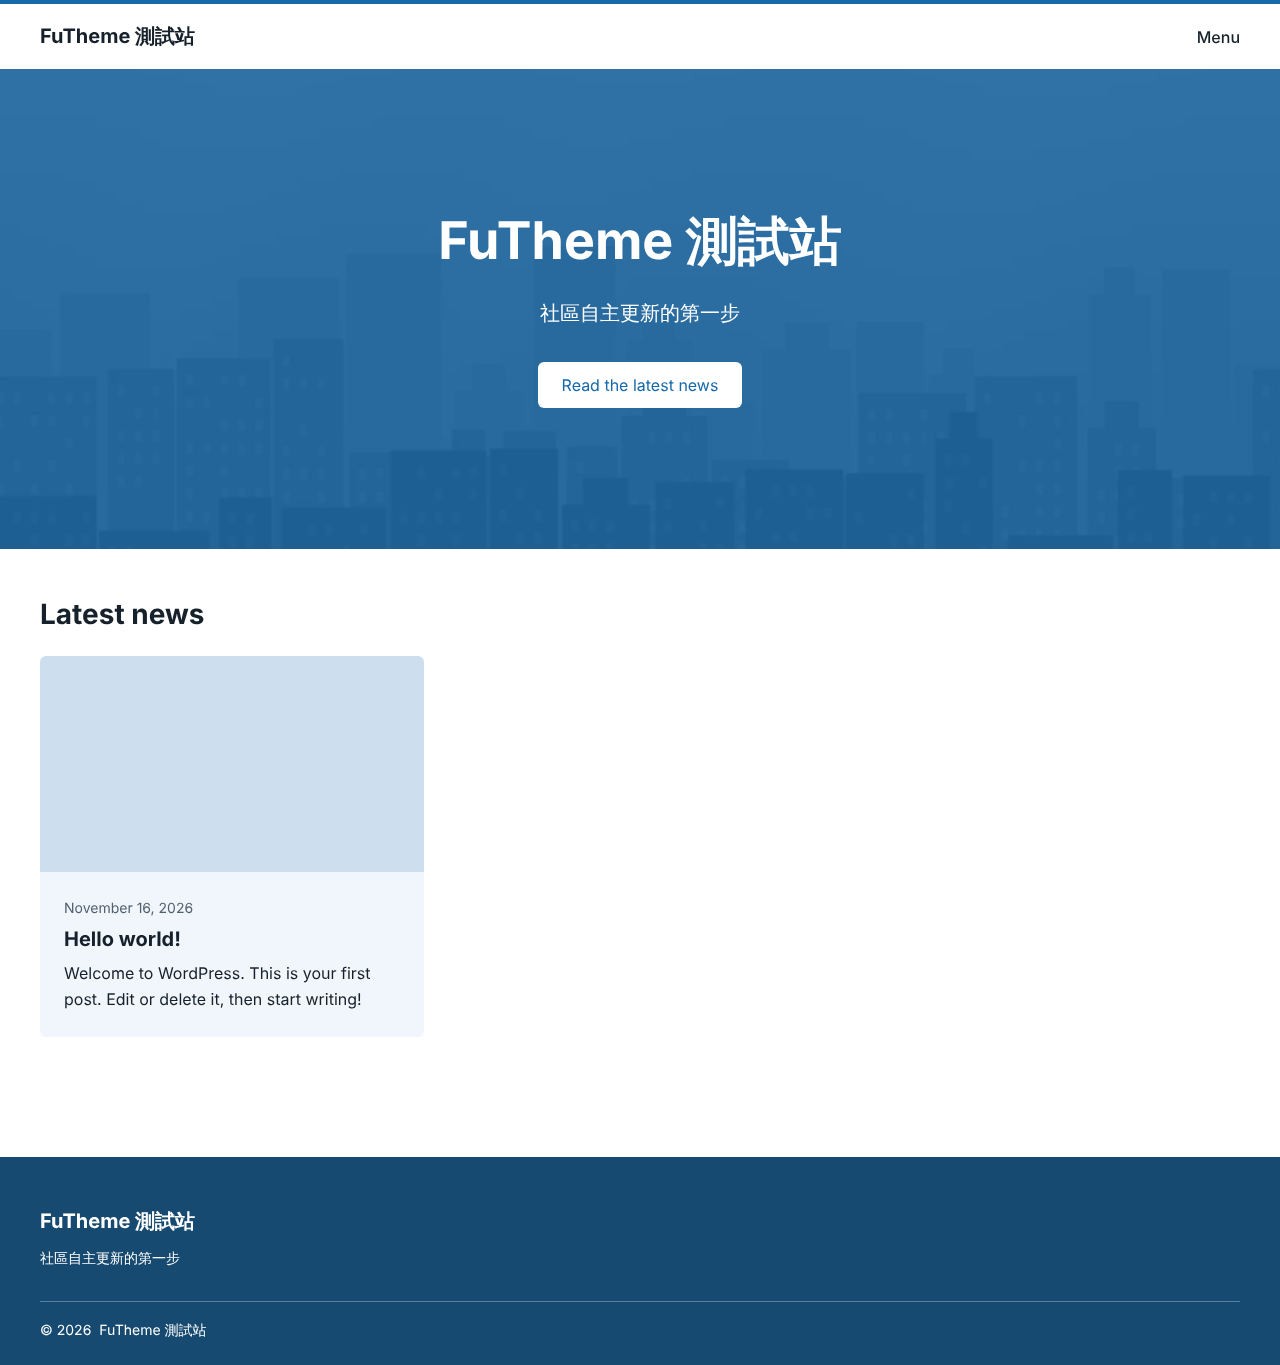 FuTheme 測試站
Menu
FuTheme 測試站
社區自主更新的第一步
Read the latest news
Latest news
November 16, 2026
Hello world!
Welcome to WordPress. This is your first
post. Edit or delete it, then start writing!
FuTheme 測試站
社區自主更新的第一步
© 2026 FuTheme 測試站